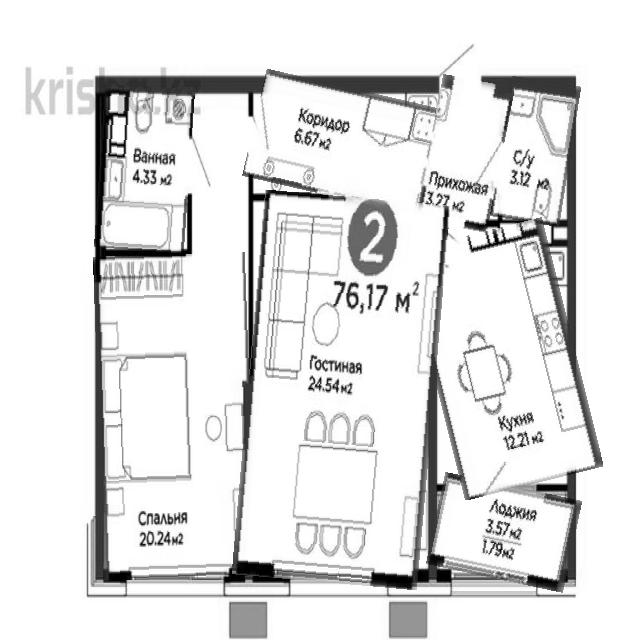 krisha.kz
Коридор
6.67 м²
Ванная
4.33 м²
Прихожая
3.27 м²
С/у
3.12 м²
2
76,17 м²
Гостиная
24.54 м²
Кухня
12.21 м²
Спальня
20.24 м²
Лоджия
3.57 м²
1.79 м²